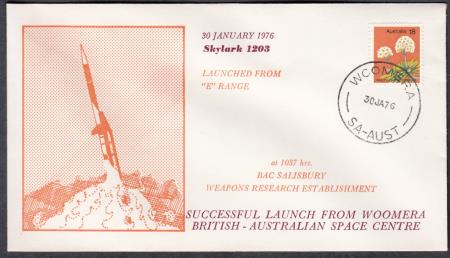 30 JANUARY 1976
Skylark 1203
LAUNCHED FROM
"E" RANGE
Australia 18
WOOMERA
30JA76
SA-AUST
at 1037 hrs.
BAC SALISBURY
WEAPONS RESEARCH ESTABLISHMENT
SUCCESSFUL LAUNCH FROM WOOMERA
BRITISH - AUSTRALIAN SPACE CENTRE